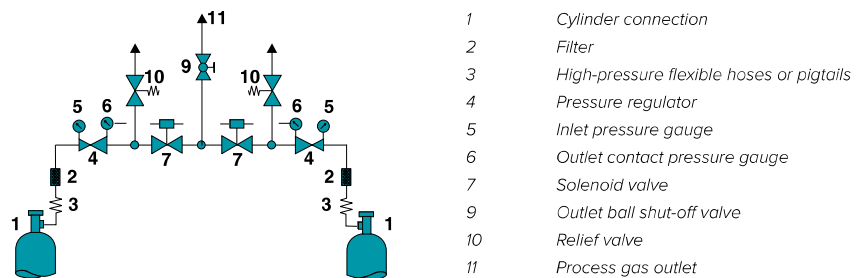 11
9
10
10
5
6
6
5
4
7
7
4
2
2
3
3
1
1
1 Cylinder connection
2 Filter
3 High-pressure flexible hoses or pigtails
4 Pressure regulator
5 Inlet pressure gauge
6 Outlet contact pressure gauge
7 Solenoid valve
9 Outlet ball shut-off valve
10 Relief valve
11 Process gas outlet